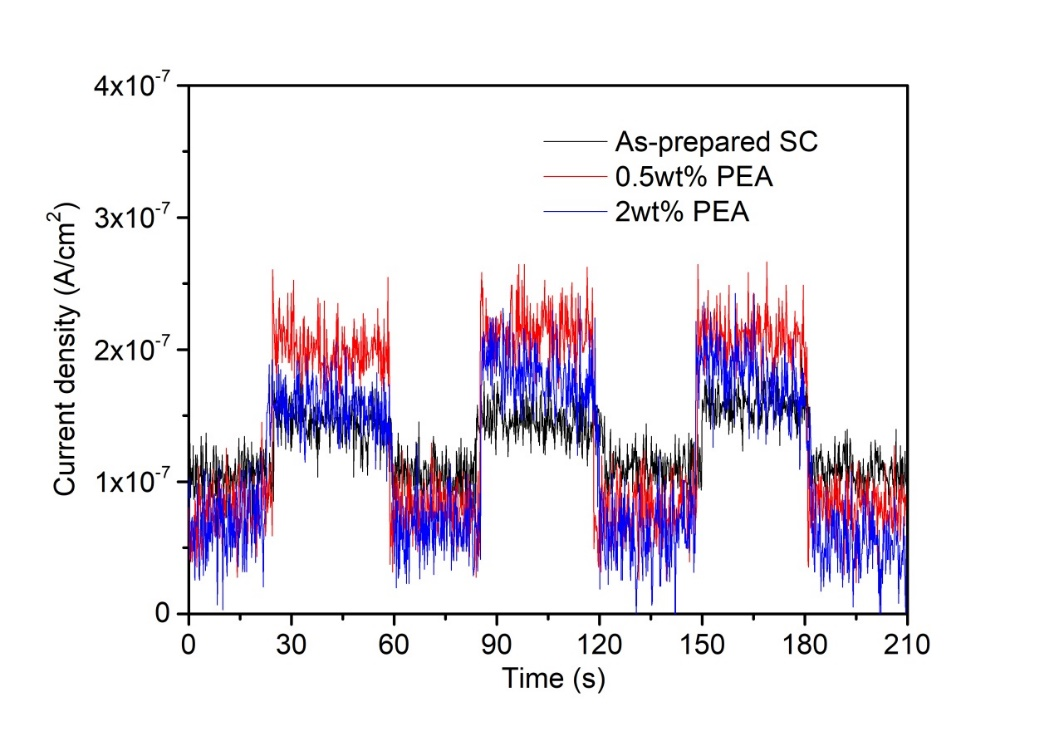 4x10⁻⁷
3x10⁻⁷
2x10⁻⁷
1x10⁻⁷
0
Current density (A/cm²)
As-prepared SC
0.5wt% PEA
2wt% PEA
0 30 60 90 120 150 180 210
Time (s)